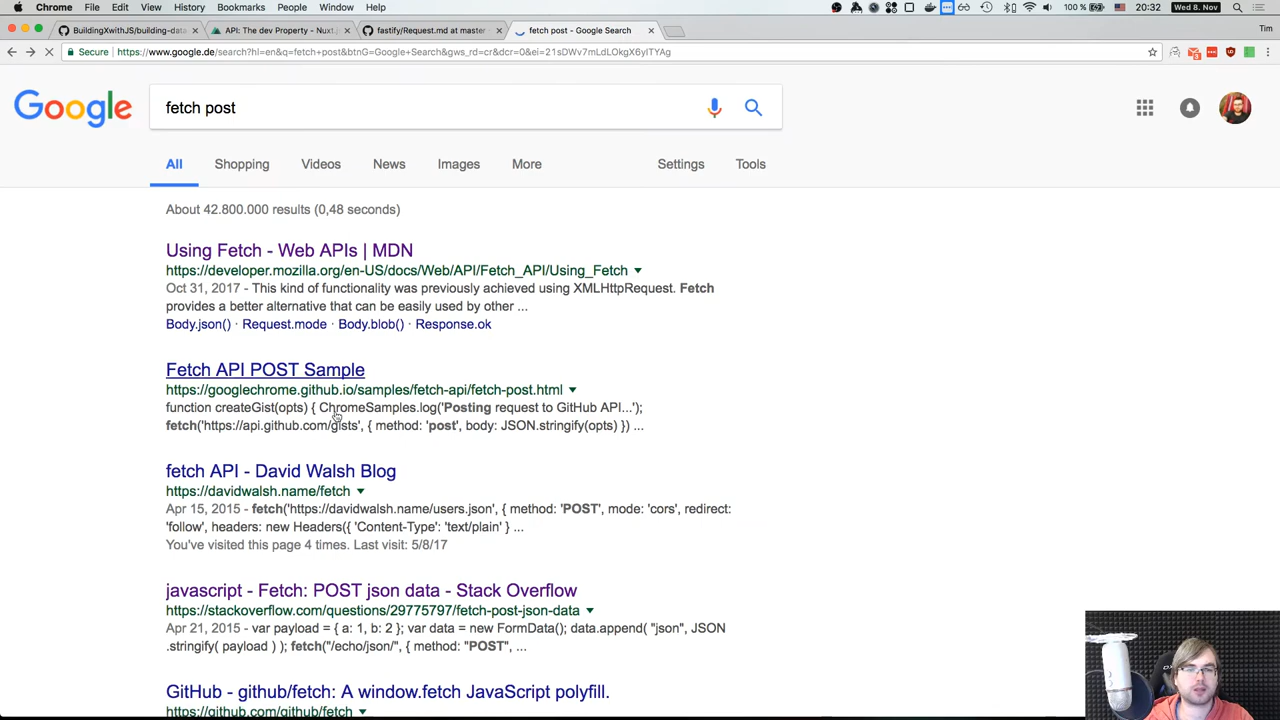 Chrome File Edit View History Bookmarks People Window Help
100 % Wed 8. Nov 20:32
BuildingXwithJS/building-data
API: The dev Property - Nuxt.
fastify/Request.md at master
fetch post - Google Search
Tim
Secure https://www.google.de/search?hl=en&q=fetch+post&btnG=Google+Search&gws_rd=cr&dcr=0&ei=21sDWv7mLdLOkgX6yITYAg
Google
fetch post
All Shopping Videos News Images More Settings Tools
About 42.800.000 results (0,48 seconds)
Using Fetch - Web APIs | MDN
https://developer.mozilla.org/en-US/docs/Web/API/Fetch_API/Using_Fetch
Oct 31, 2017 - This kind of functionality was previously achieved using XMLHttpRequest. Fetch
provides a better alternative that can be easily used by other ...
Body.json() · Request.mode · Body.blob() · Response.ok
Fetch API POST Sample
https://googlechrome.github.io/samples/fetch-api/fetch-post.html
function createGist(opts) { ChromeSamples.log('Posting request to GitHub API...');
fetch('https://api.github.com/gists', { method: 'post', body: JSON.stringify(opts) }) ...
fetch API - David Walsh Blog
https://davidwalsh.name/fetch
Apr 15, 2015 - fetch('https://davidwalsh.name/users.json', { method: 'POST', mode: 'cors', redirect:
'follow', headers: new Headers({ 'Content-Type': 'text/plain' } ...
You've visited this page 4 times. Last visit: 5/8/17
javascript - Fetch: POST json data - Stack Overflow
https://stackoverflow.com/questions/29775797/fetch-post-json-data
Apr 21, 2015 - var payload = { a: 1, b: 2 }; var data = new FormData(); data.append( "json", JSON
.stringify( payload ) ); fetch("/echo/json/", { method: "POST", ...
GitHub - github/fetch: A window.fetch JavaScript polyfill.
https://github.com/github/fetch